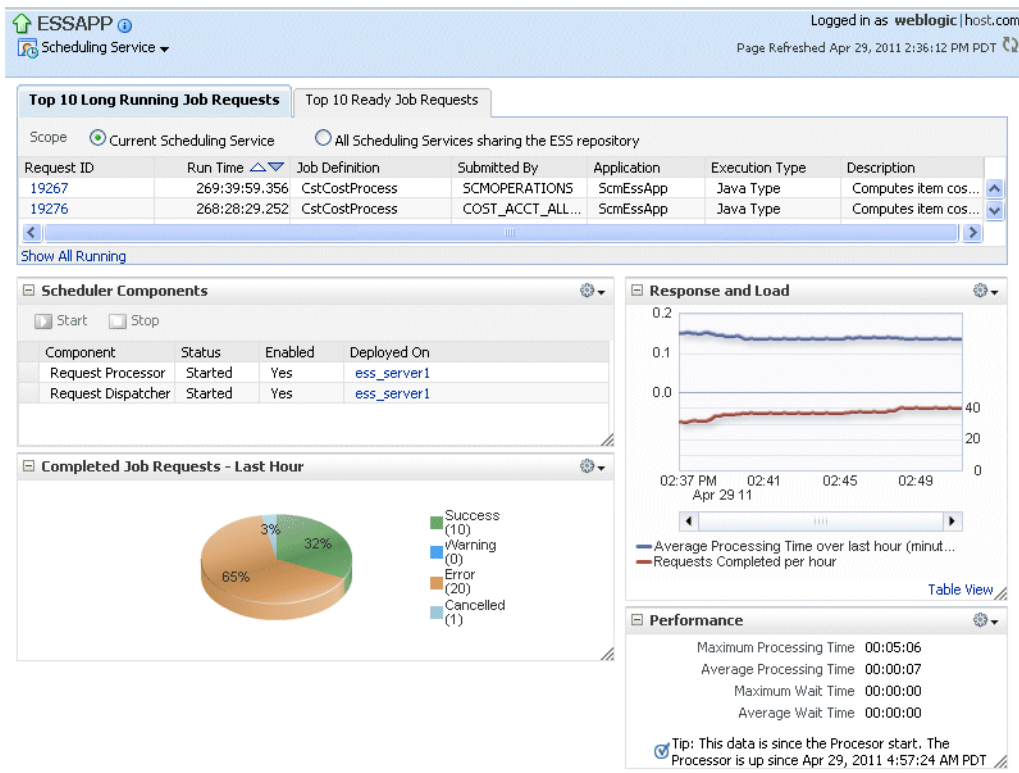 ESSAPP
Logged in as weblogic|host.com
Scheduling Service
Page Refreshed Apr 29, 2011 2:36:12 PM PDT
Top 10 Long Running Job Requests
Top 10 Ready Job Requests
Scope Current Scheduling Service All Scheduling Services sharing the ESS repository
Request ID Run Time Job Definition Submitted By Application Execution Type Description
19267 269:39:59.356 CstCostProcess SCMOPERATIONS ScmEssApp Java Type Computes item cos...
19276 268:28:29.252 CstCostProcess COST_ACCT_ALL... ScmEssApp Java Type Computes item cos...
Show All Running
Scheduler Components
Start Stop
Component Status Enabled Deployed On
Request Processor Started Yes ess_server1
Request Dispatcher Started Yes ess_server1
Completed Job Requests - Last Hour
3%
32%
65%
Success
(10)
Warning
(0)
Error
(20)
Cancelled
(1)
Response and Load
0.2
0.1
0.0
40
20
0
02:37 PM 02:41 02:45 02:49
Apr 29 11
Average Processing Time over last hour (minut...
Requests Completed per hour
Table View
Performance
Maximum Processing Time 00:05:06
Average Processing Time 00:00:07
Maximum Wait Time 00:00:00
Average Wait Time 00:00:00
Tip: This data is since the Procesor start. The
Processor is up since Apr 29, 2011 4:57:24 AM PDT